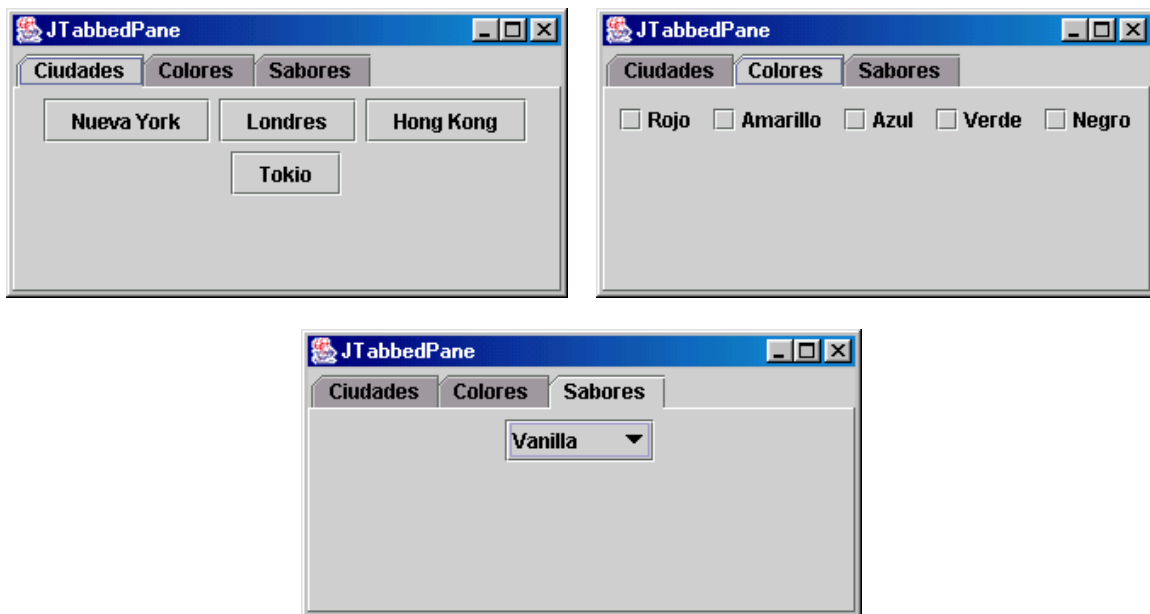 JTabbedPane
Ciudades Colores Sabores
Nueva York Londres Hong Kong
Tokio
JTabbedPane
Ciudades Colores Sabores
Rojo Amarillo Azul Verde Negro
JTabbedPane
Ciudades Colores Sabores
Vanilla